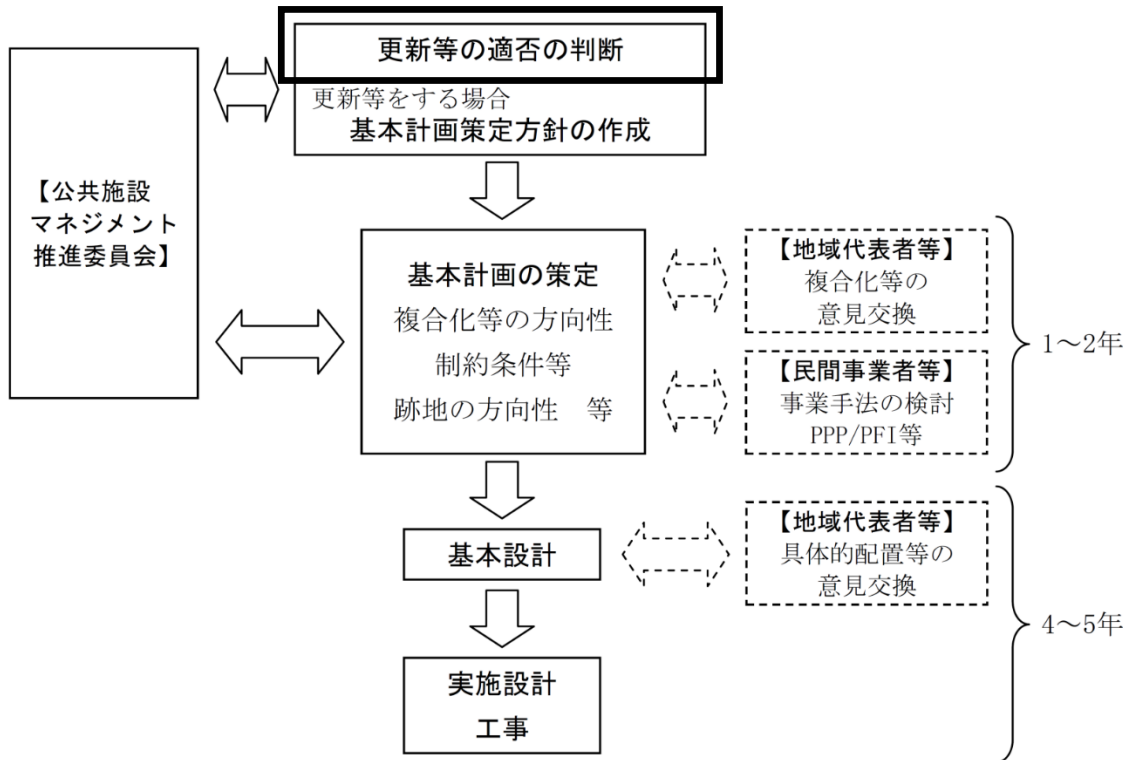 更新等の適否の判断
更新等をする場合
基本計画策定方針の作成
【公共施設
マネジメント
推進委員会】
基本計画の策定
複合化等の方向性
制約条件等
跡地の方向性　等
【地域代表者等】
複合化等の
意見交換
【民間事業者等】
事業手法の検討
PPP/PFI等
1～2年
基本設計
【地域代表者等】
具体的配置等の
意見交換
4～5年
実施設計
工事